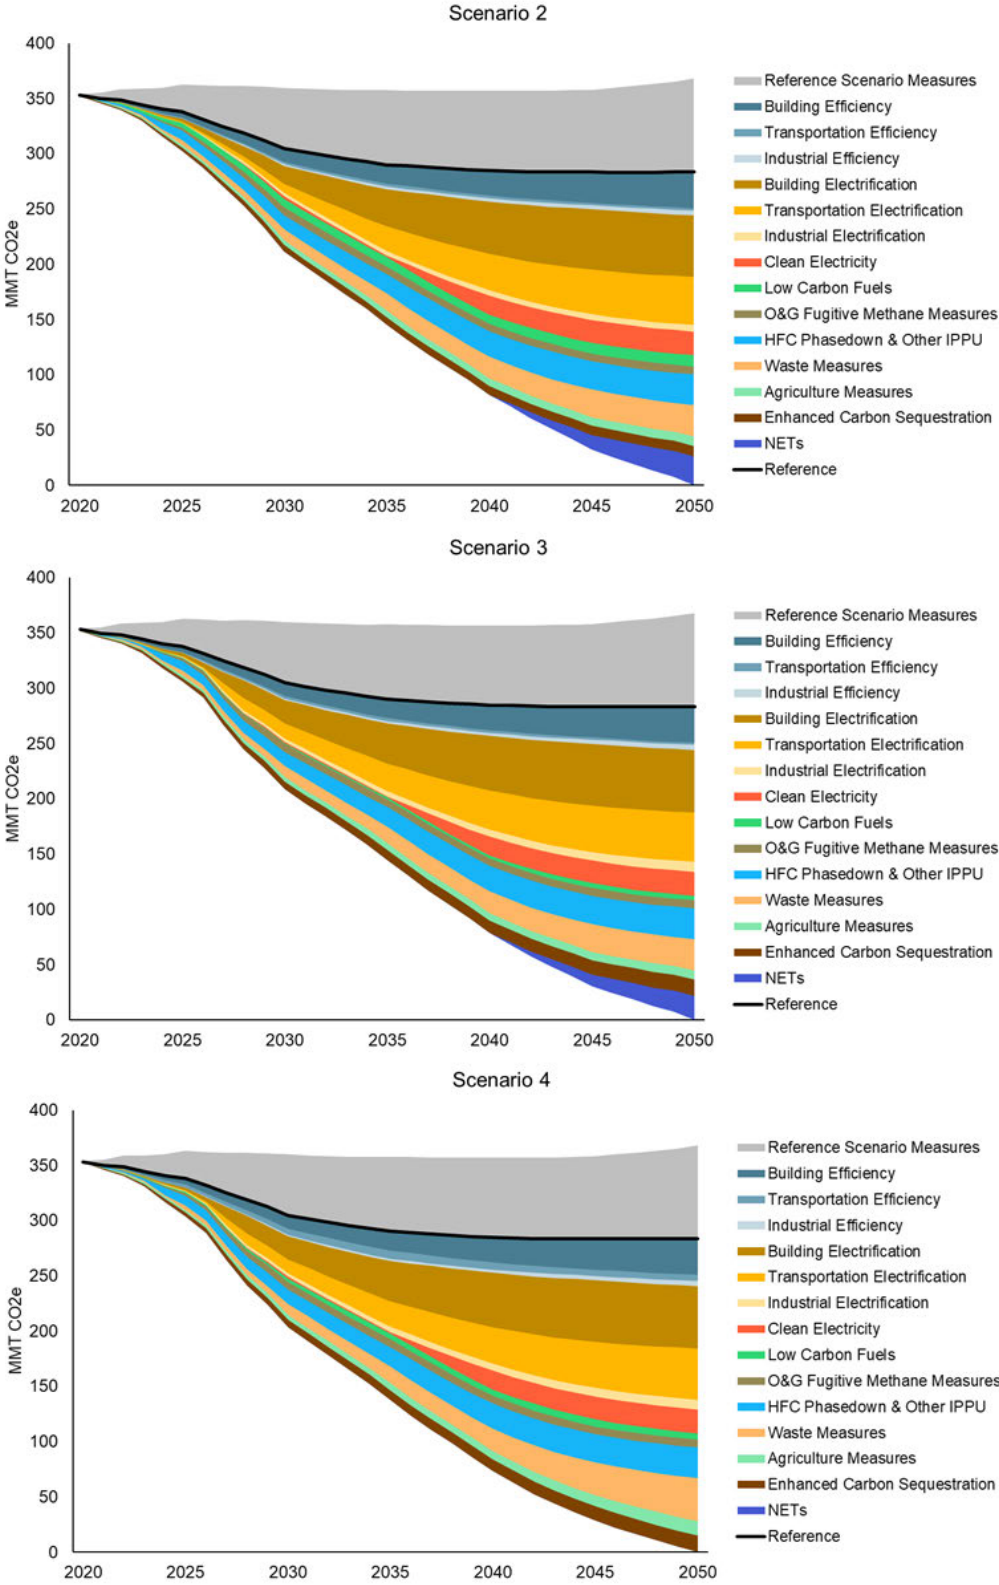 Scenario 2
MMT CO2e
400
350
300
250
200
150
100
50
0
2020 2025 2030 2035 2040 2045 2050
Reference Scenario Measures
Building Efficiency
Transportation Efficiency
Industrial Efficiency
Building Electrification
Transportation Electrification
Industrial Electrification
Clean Electricity
Low Carbon Fuels
O&G Fugitive Methane Measures
HFC Phasedown & Other IPPU
Waste Measures
Agriculture Measures
Enhanced Carbon Sequestration
NETs
Reference
Scenario 3
MMT CO2e
400
350
300
250
200
150
100
50
0
2020 2025 2030 2035 2040 2045 2050
Reference Scenario Measures
Building Efficiency
Transportation Efficiency
Industrial Efficiency
Building Electrification
Transportation Electrification
Industrial Electrification
Clean Electricity
Low Carbon Fuels
O&G Fugitive Methane Measures
HFC Phasedown & Other IPPU
Waste Measures
Agriculture Measures
Enhanced Carbon Sequestration
NETs
Reference
Scenario 4
MMT CO2e
400
350
300
250
200
150
100
50
0
2020 2025 2030 2035 2040 2045 2050
Reference Scenario Measures
Building Efficiency
Transportation Efficiency
Industrial Efficiency
Building Electrification
Transportation Electrification
Industrial Electrification
Clean Electricity
Low Carbon Fuels
O&G Fugitive Methane Measures
HFC Phasedown & Other IPPU
Waste Measures
Agriculture Measures
Enhanced Carbon Sequestration
NETs
Reference